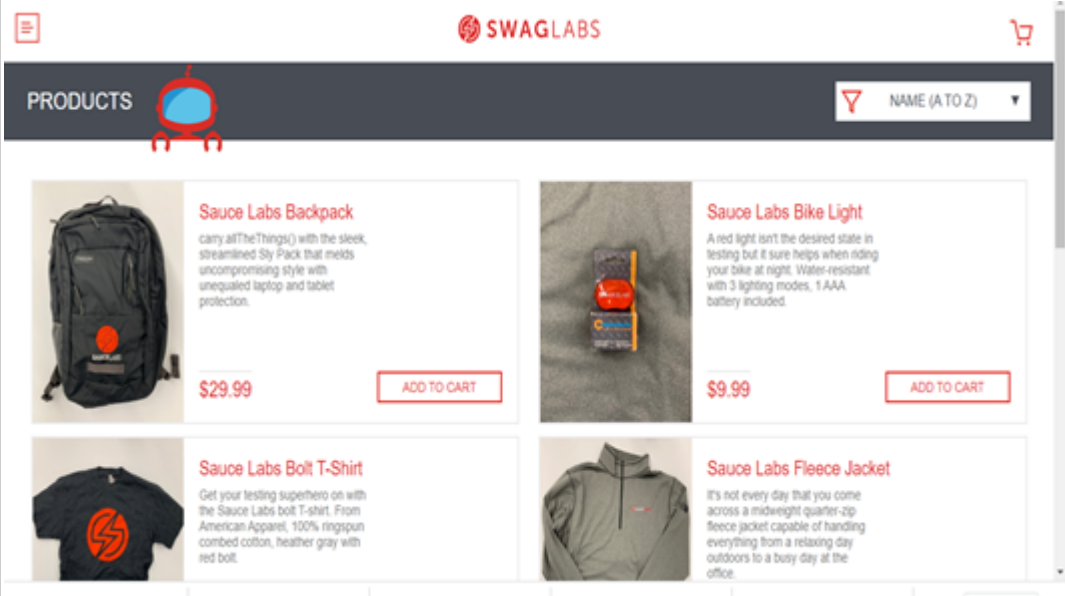 SWAGLABS
PRODUCTS
NAME (A TO Z)
Sauce Labs Backpack
carry.allTheThings() with the sleek,
streamlined Sly Pack that melds
uncompromising style with
unequaled laptop and tablet
protection.
$29.99
ADD TO CART
Sauce Labs Bike Light
A red light isn't the desired state in
testing but it sure helps when riding
your bike at night. Water-resistant
with 3 lighting modes, 1 AAA
battery included.
$9.99
ADD TO CART
Sauce Labs Bolt T-Shirt
Get your testing superhero on with
the Sauce Labs bolt T-shirt. From
American Apparel, 100% ringspun
combed cotton, heather gray with
red bolt.
Sauce Labs Fleece Jacket
It's not every day that you come
across a midweight quarter-zip
fleece jacket capable of handling
everything from a relaxing day
outdoors to a busy day at the
office.